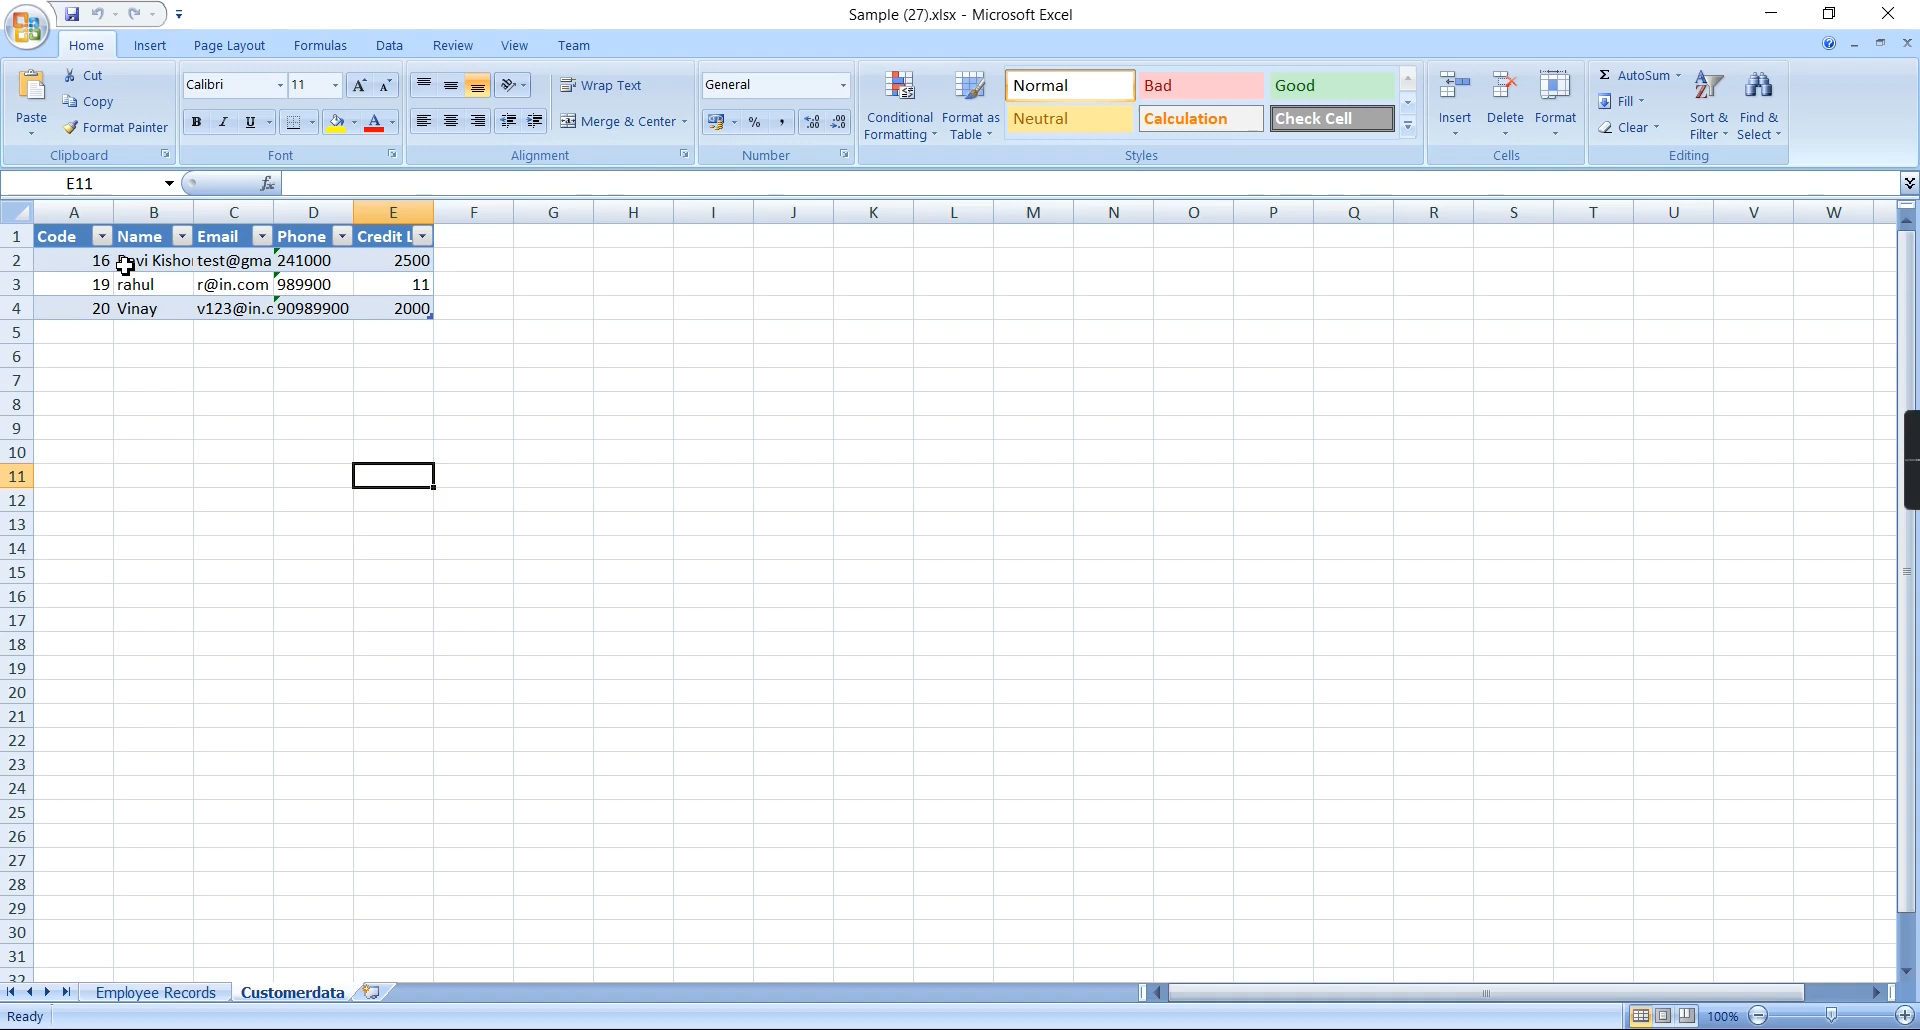 Sample (27).xlsx - Microsoft Excel
Home Insert Page Layout Formulas Data Review View Team
Paste
Cut
Copy
Format Painter
Clipboard
Calibri 11
B I U A
Font
Wrap Text
Merge & Center
Alignment
General
% ,
Number
Conditional Formatting
Format as Table
Normal Bad Good
Neutral Calculation Check Cell
Styles
Insert Delete Format
Cells
Σ AutoSum
Fill
Clear
Sort & Filter
Find & Select
Editing
E11 fx
A B C D E F G H I J K L M N O P Q R S T U V W
1 Code Name Email Phone Credit L
2 16 vi Kishor test@gma 241000 2500
3 19 rahul r@in.com 989900 11
4 20 Vinay v123@in.c 90989900 2000
5
6
7
8
9
10
11
12
13
14
15
16
17
18
19
20
21
22
23
24
25
26
27
28
29
30
31
32
Employee Records Customerdata
Ready 100%